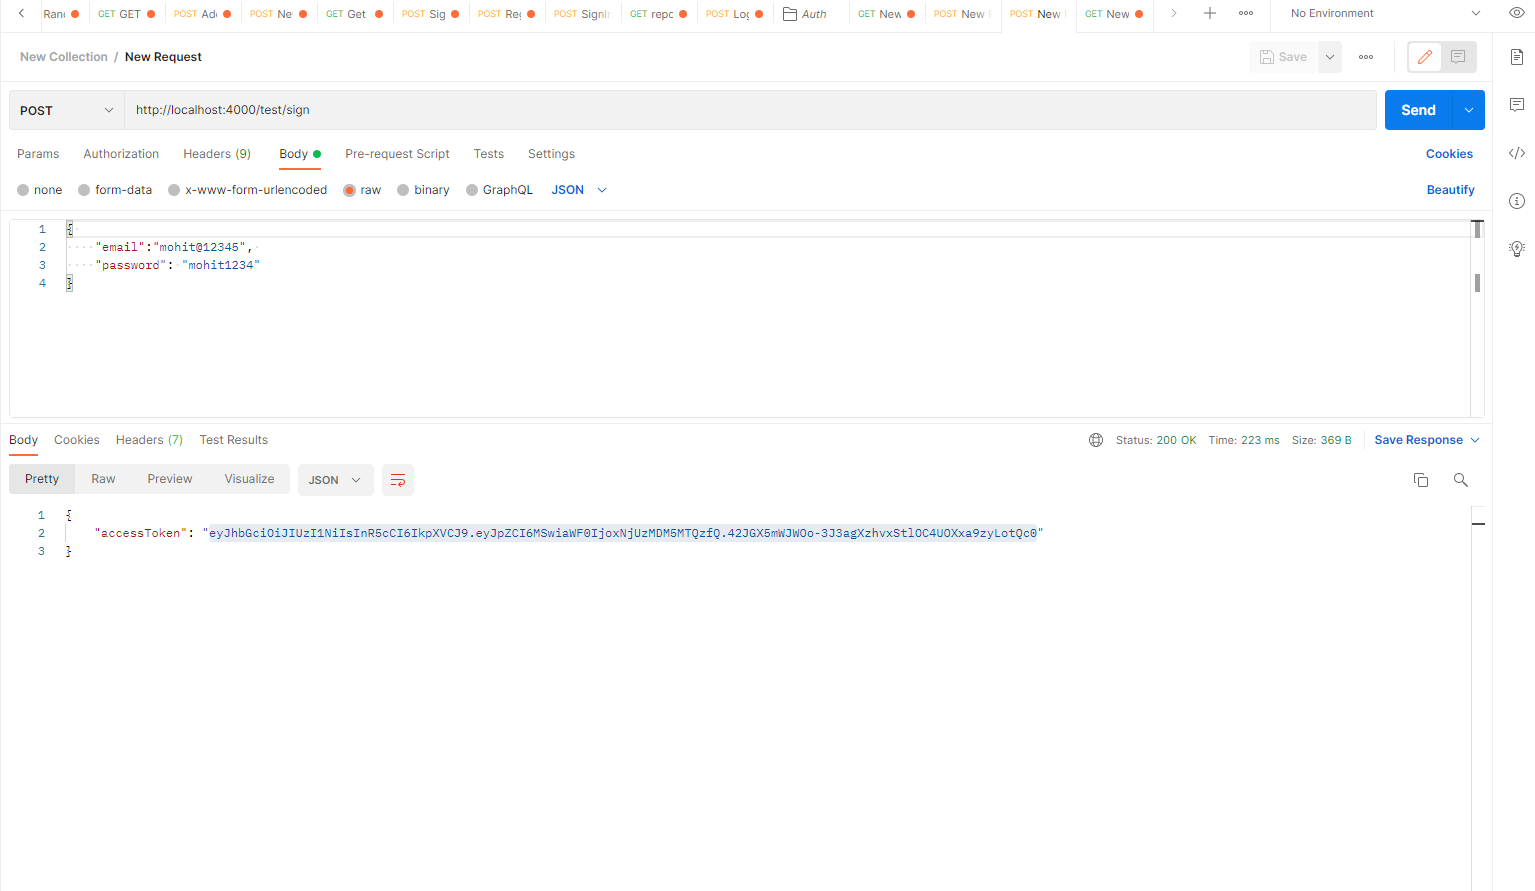 Ranc GET GET POST Adc POST Ne GET Get POST Sig POST Reg POST Signi GET repo POST Log Auth GET New POST New POST New GET New No Environment
New Collection / New Request Save
POST http://localhost:4000/test/sign Send
Params Authorization Headers (9) Body Pre-request Script Tests Settings Cookies
none form-data x-www-form-urlencoded raw binary GraphQL JSON Beautify
1 {
2 "email":"mohit@12345",
3 "password": "mohit1234"
4 }
Body Cookies Headers (7) Test Results Status: 200 OK Time: 223 ms Size: 369 B Save Response
Pretty Raw Preview Visualize JSON
1 {
2 "accessToken": "eyJhbGciOiJIUzI1NiIsInR5cCI6IkpXVCJ9.eyJpZCI6MSwiaWF0IjoxNjUzMDM5MTQzfQ.42JGX5mWJWOo-3J3agXzhvxStlOC4UOXxa9zyLotQc0"
3 }